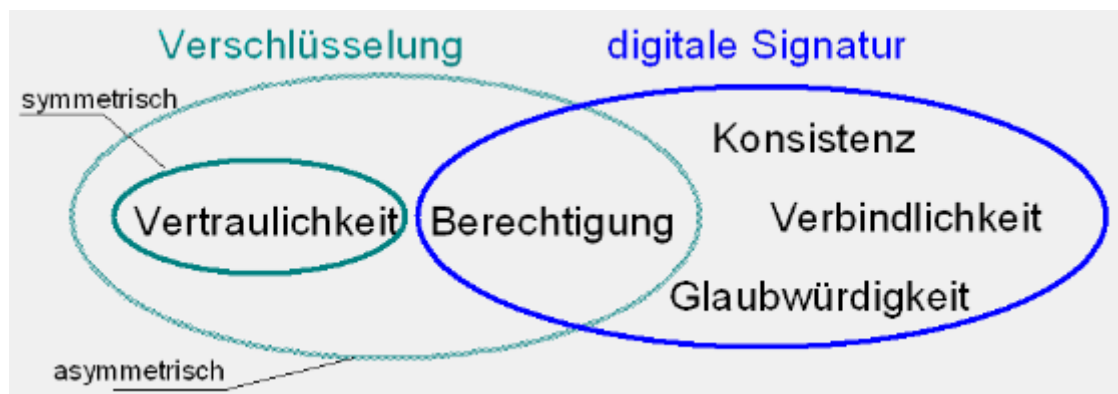 Verschlüsselung
digitale Signatur
symmetrisch
Konsistenz
Vertraulichkeit
Berechtigung
Verbindlichkeit
Glaubwürdigkeit
asymmetrisch